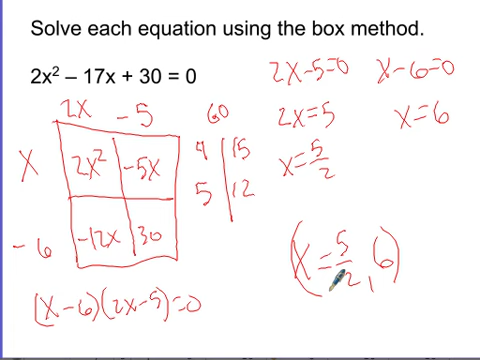 Solve each equation using the box method.
2x² – 17x + 30 = 0
2x-5=0 x-6=0
2x -5 60
2x=5 x=6
x 2x² -5x 4 15
x=5/2
5 12
-6 -12x 30
(x=5/2, 6)
(x-6)(2x-5)=0